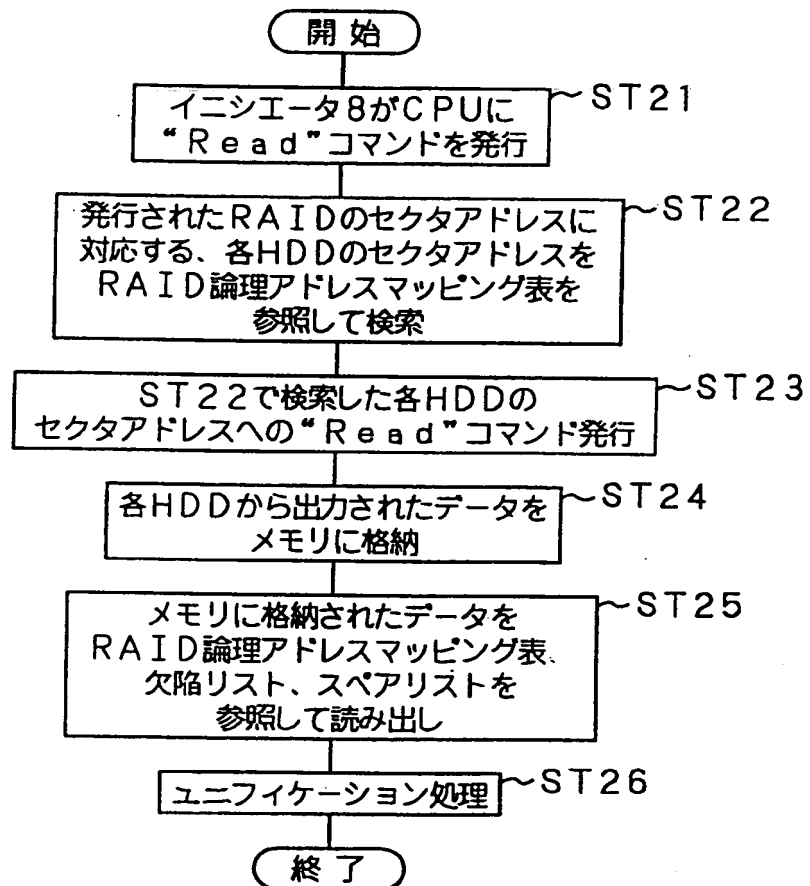 開 始
イニシエータ8がCPUに
“Read”コマンドを発行
~ST21
発行されたRAIDのセクタアドレスに
対応する、各HDDのセクタアドレスを
RAID論理アドレスマッピング表を
参照して検索
~ST22
ST22で検索した各HDDの
セクタアドレスへの“Read”コマンド発行
~ST23
各HDDから出力されたデータを
メモリに格納
~ST24
メモリに格納されたデータを
RAID論理アドレスマッピング表、
欠陥リスト、スペアリストを
参照して読み出し
~ST25
ユニフィケーション処理
~ST26
終 了